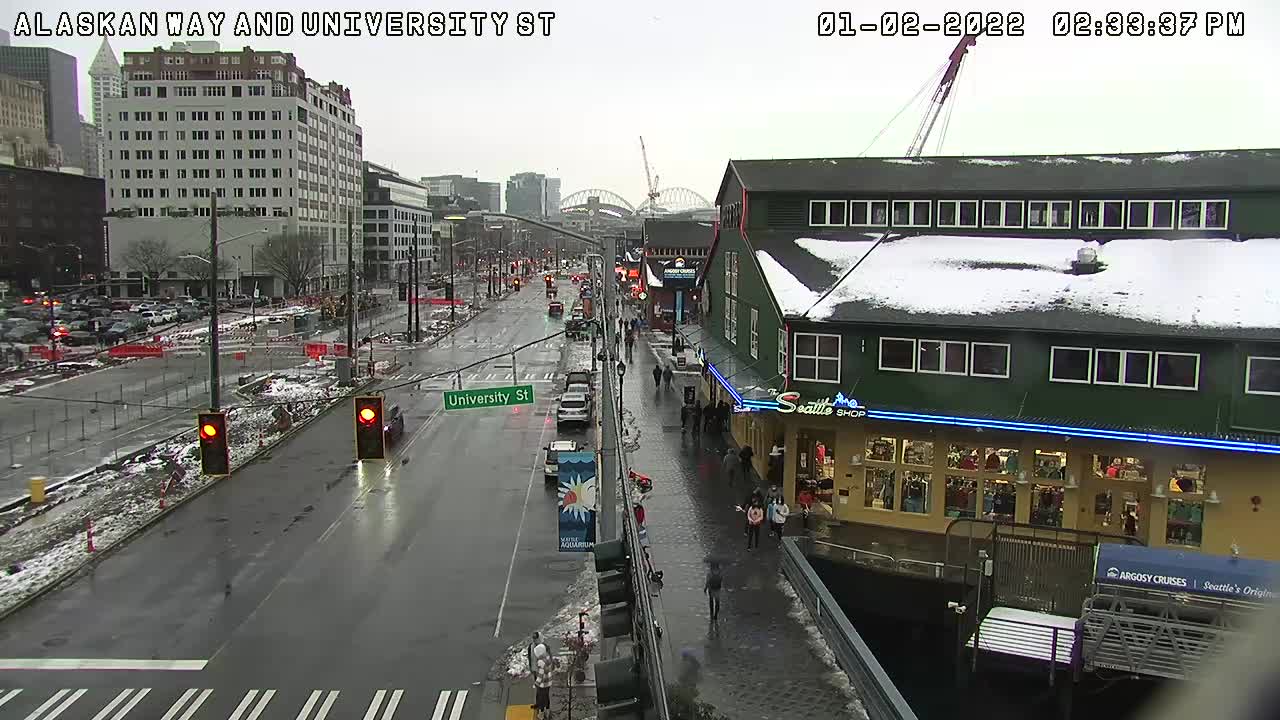 ALASKAN WAY AND UNIVERSITY ST
01-02-2022 02:33:37 PM
ARGOSY CRUISES
University St
The Seattle SHOP
SEATTLE
AQUARIUM
ARGOSY CRUISES Seattle's Origin